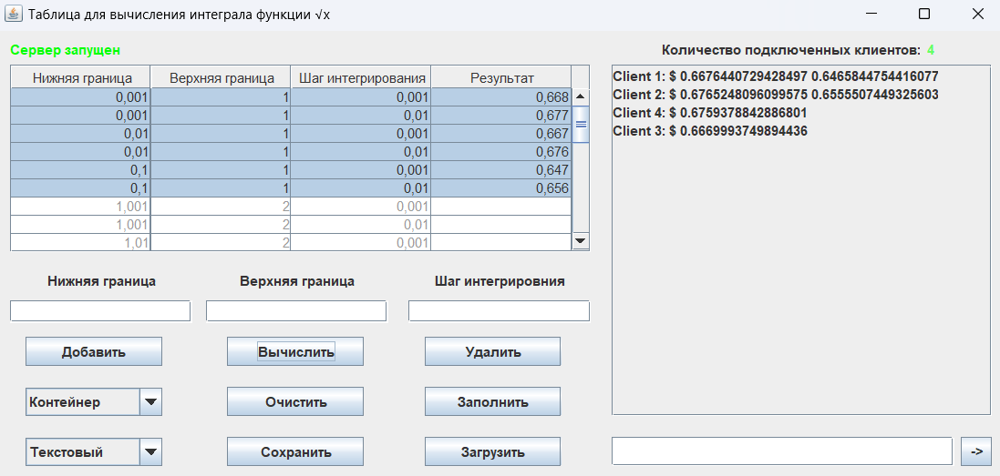 Таблица для вычисления интеграла функции √x
Сервер запущен
Количество подключенных клиентов: 4
Нижняя граница Верхняя граница Шаг интегрирования Результат
0,001 1 0,001 0,668
0,001 1 0,01 0,677
0,01 1 0,001 0,667
0,01 1 0,01 0,676
0,1 1 0,001 0,647
0,1 1 0,01 0,656
1,001 2 0,001
1,001 2 0,01
1,01 2 0,001
Client 1: $ 0.6676440729428497 0.6465844754416077
Client 2: $ 0.6765248096099575 0.6555507449325603
Client 4: $ 0.6759378842886801
Client 3: $ 0.6669993749894436
Нижняя граница Верхняя граница Шаг интегрировния
Добавить Вычислить Удалить
Контейнер Очистить Заполнить
Текстовый Сохранить Загрузить
->